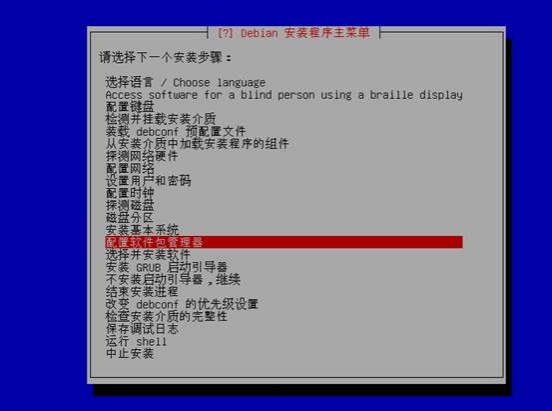 [?] Debian 安装程序主菜单
请选择下一个安装步骤：
选择语言 / Choose language
Access software for a blind person using a braille display
配置键盘
检测并挂载安装介质
装载 debconf 预配置文件
从安装介质中加载安装程序的组件
探测网络硬件
配置网络
设置用户和密码
配置时钟
探测磁盘
磁盘分区
安装基本系统
配置软件包管理器
选择并安装软件
安装 GRUB 启动引导器
不安装启动引导器，继续
结束安装进程
改变 debconf 的优先级设置
检查安装介质的完整性
保存调试日志
运行 shell
中止安装